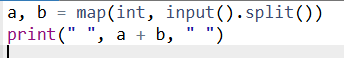 a, b = map(int, input().split())
print(" ", a + b, " ")